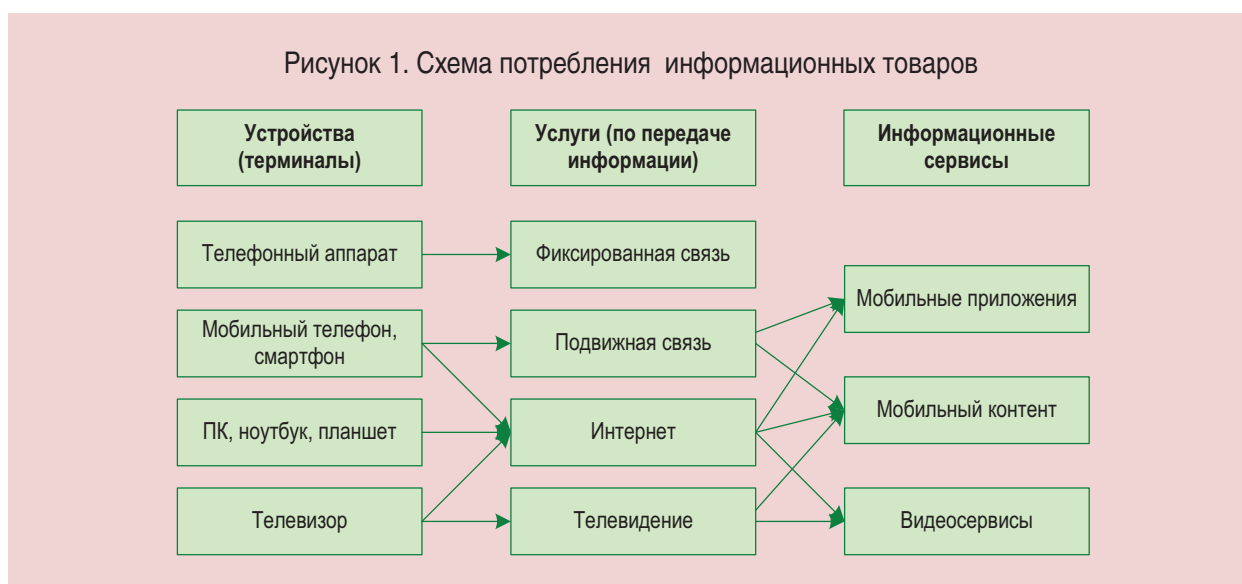 Рисунок 1. Схема потребления информационных товаров
Устройства
(терминалы)
Услуги (по передаче
информации)
Информационные
сервисы
Телефонный аппарат
Фиксированная связь
Мобильный телефон,
смартфон
Подвижная связь
ПК, ноутбук, планшет
Интернет
Телевизор
Телевидение
Мобильные приложения
Мобильный контент
Видеосервисы